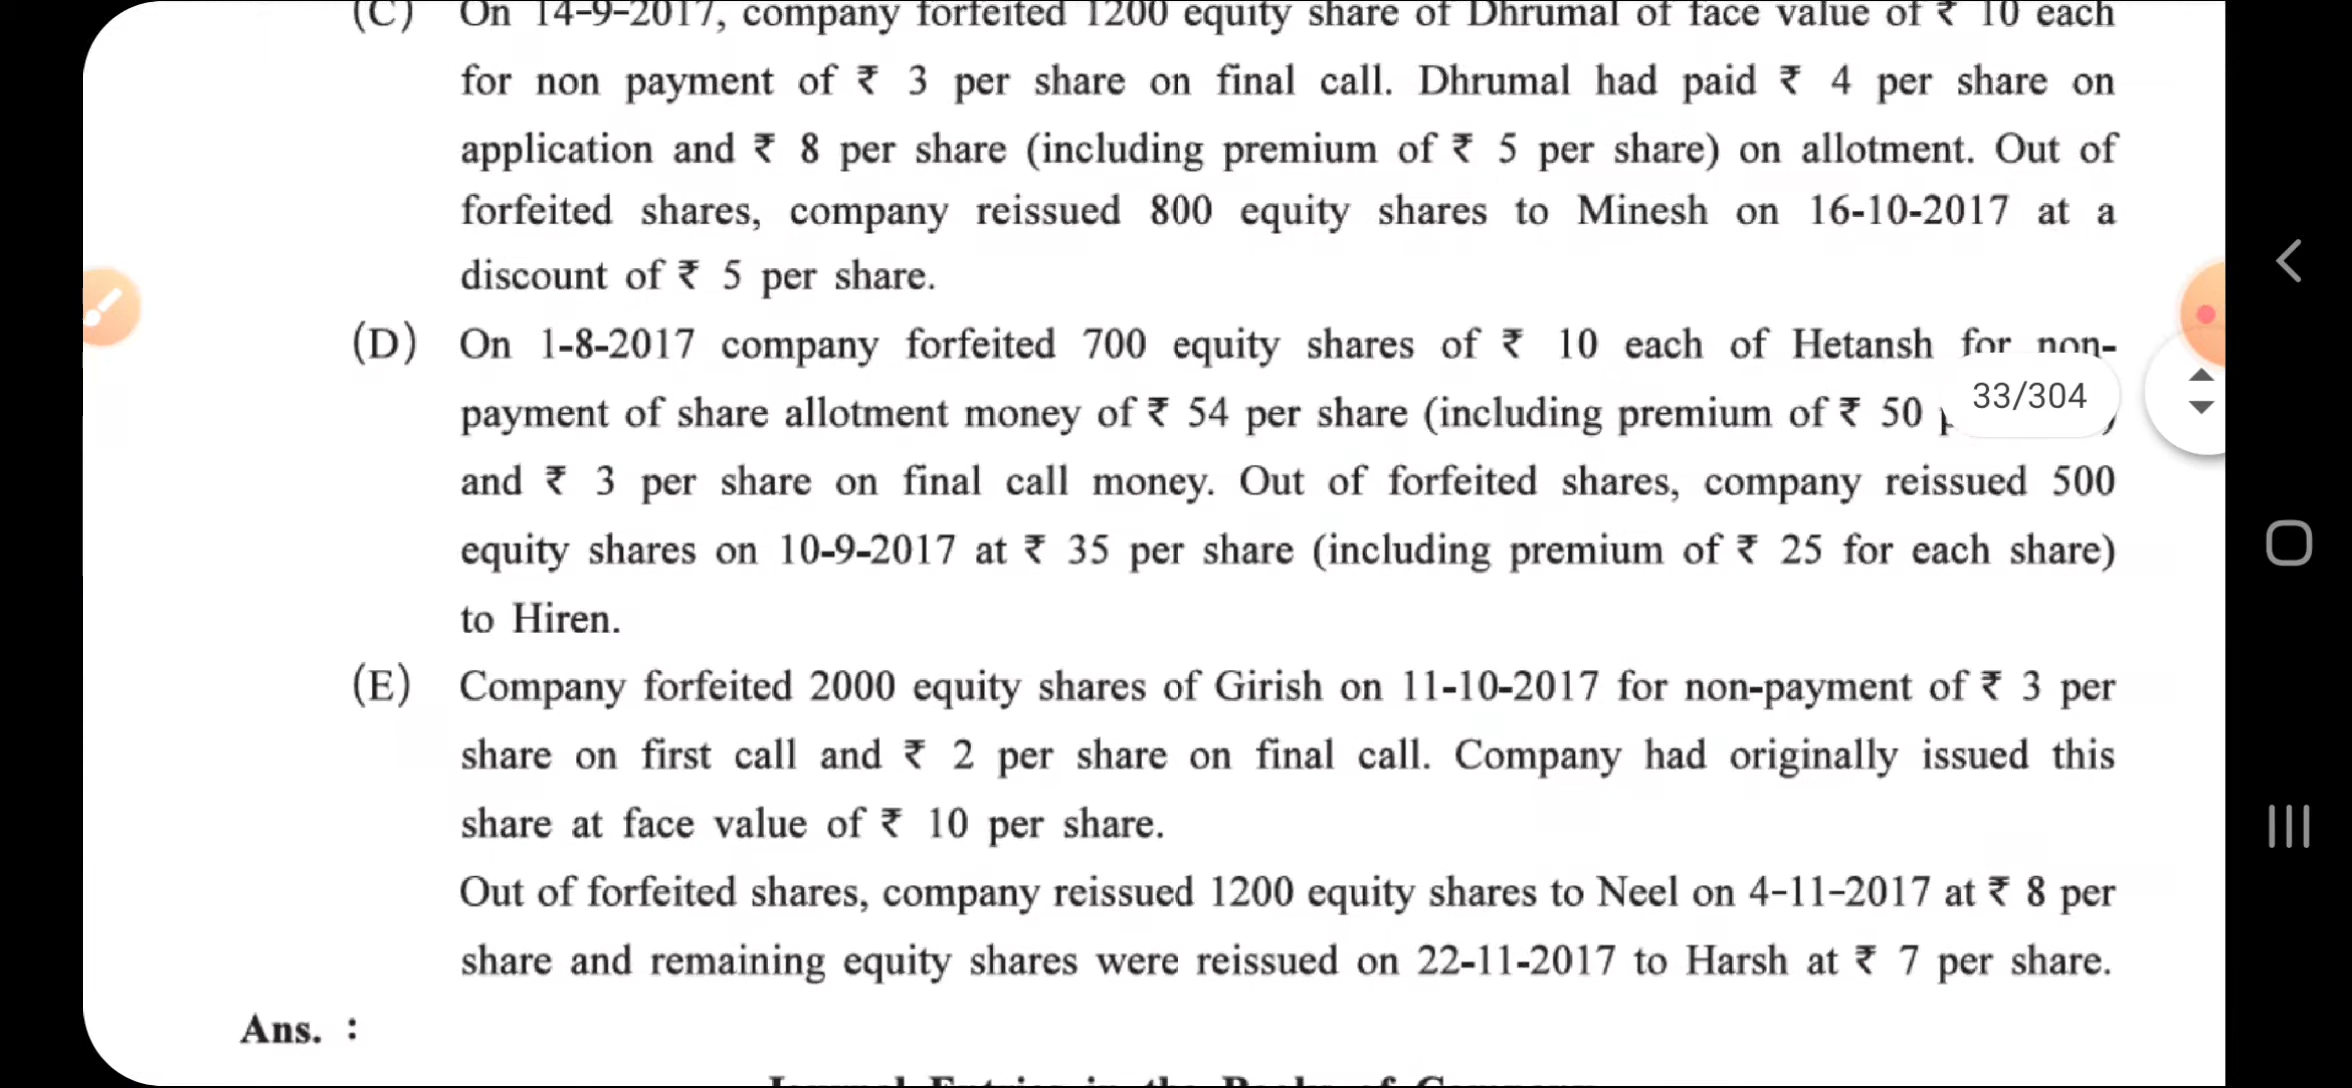 (C) On 14-9-2017, company forfeited 1200 equity share of Dhrumal of face value of ₹ 10 each
for non payment of ₹ 3 per share on final call. Dhrumal had paid ₹ 4 per share on
application and ₹ 8 per share (including premium of ₹ 5 per share) on allotment. Out of
forfeited shares, company reissued 800 equity shares to Minesh on 16-10-2017 at a
discount of ₹ 5 per share.
(D) On 1-8-2017 company forfeited 700 equity shares of ₹ 10 each of Hetansh for non-
payment of share allotment money of ₹ 54 per share (including premium of ₹ 50
33/304
and ₹ 3 per share on final call money. Out of forfeited shares, company reissued 500
equity shares on 10-9-2017 at ₹ 35 per share (including premium of ₹ 25 for each share)
to Hiren.
(E) Company forfeited 2000 equity shares of Girish on 11-10-2017 for non-payment of ₹ 3 per
share on first call and ₹ 2 per share on final call. Company had originally issued this
share at face value of ₹ 10 per share.
Out of forfeited shares, company reissued 1200 equity shares to Neel on 4-11-2017 at ₹ 8 per
share and remaining equity shares were reissued on 22-11-2017 to Harsh at ₹ 7 per share.
Ans. :